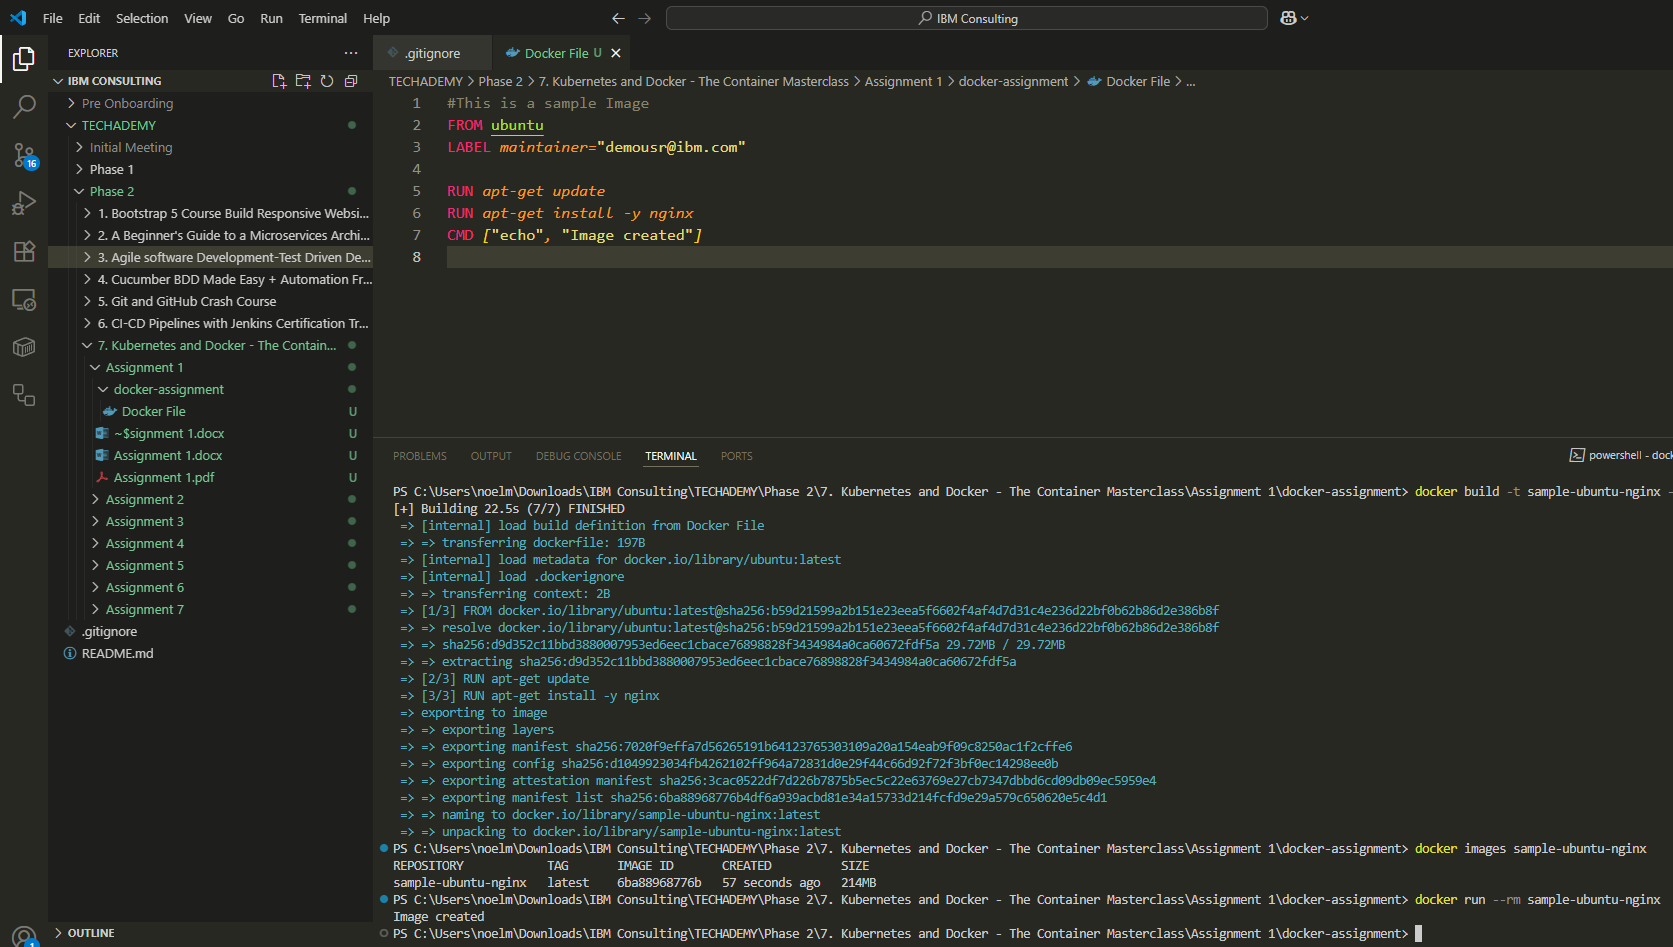 File Edit Selection View Go Run Terminal Help
IBM Consulting
EXPLORER
IBM CONSULTING
Pre Onboarding
TECHADEMY
Initial Meeting
Phase 1
Phase 2
1. Bootstrap 5 Course Build Responsive Websi...
2. A Beginner's Guide to a Microservices Archi...
3. Agile software Development-Test Driven De...
4. Cucumber BDD Made Easy + Automation Fr...
5. Git and GitHub Crash Course
6. CI-CD Pipelines with Jenkins Certification Tr...
7. Kubernetes and Docker - The Contain...
Assignment 1
docker-assignment
Docker File U
~$signment 1.docx U
Assignment 1.docx U
Assignment 1.pdf U
Assignment 2
Assignment 3
Assignment 4
Assignment 5
Assignment 6
Assignment 7
.gitignore
README.md
OUTLINE
16
1
.gitignore
Docker File U
TECHADEMY > Phase 2 > 7. Kubernetes and Docker - The Container Masterclass > Assignment 1 > docker-assignment > Docker File > ...
1 #This is a sample Image
2 FROM ubuntu
3 LABEL maintainer="demousr@ibm.com"
4
5 RUN apt-get update
6 RUN apt-get install -y nginx
7 CMD ["echo", "Image created"]
8
PROBLEMS OUTPUT DEBUG CONSOLE TERMINAL PORTS
powershell - dock
PS C:\Users\noelm\Downloads\IBM Consulting\TECHADEMY\Phase 2\7. Kubernetes and Docker - The Container Masterclass\Assignment 1\docker-assignment> docker build -t sample-ubuntu-nginx -
[+] Building 22.5s (7/7) FINISHED
=> [internal] load build definition from Docker File
=> => transferring dockerfile: 197B
=> [internal] load metadata for docker.io/library/ubuntu:latest
=> [internal] load .dockerignore
=> => transferring context: 2B
=> [1/3] FROM docker.io/library/ubuntu:latest@sha256:b59d21599a2b151e23eea5f6602f4af4d7d31c4e236d22bf0b62b86d2e386b8f
=> => resolve docker.io/library/ubuntu:latest@sha256:b59d21599a2b151e23eea5f6602f4af4d7d31c4e236d22bf0b62b86d2e386b8f
=> => sha256:d9d352c11bbd3880007953ed6eec1cbace76898828f3434984a0ca60672fdf5a 29.72MB / 29.72MB
=> => extracting sha256:d9d352c11bbd3880007953ed6eec1cbace76898828f3434984a0ca60672fdf5a
=> [2/3] RUN apt-get update
=> [3/3] RUN apt-get install -y nginx
=> exporting to image
=> => exporting layers
=> => exporting manifest sha256:7020f9effa7d56265191b64123765303109a20a154eab9f09c8250ac1f2cffe6
=> => exporting config sha256:d1049923034fb4262102ff964a72831d0e29f44c66d92f72f3bf0ec14298ee0b
=> => exporting attestation manifest sha256:3cac0522df7d226b7875b5ec5c22e63769e27cb7347dbbd6cd09db09ec5959e4
=> => exporting manifest list sha256:6ba88968776b4df6a939acbd81e34a15733d214fcfd9e29a579c650620e5c4d1
=> => naming to docker.io/library/sample-ubuntu-nginx:latest
=> => unpacking to docker.io/library/sample-ubuntu-nginx:latest
PS C:\Users\noelm\Downloads\IBM Consulting\TECHADEMY\Phase 2\7. Kubernetes and Docker - The Container Masterclass\Assignment 1\docker-assignment> docker images sample-ubuntu-nginx
REPOSITORY TAG IMAGE ID CREATED SIZE
sample-ubuntu-nginx latest 6ba88968776b 57 seconds ago 214MB
PS C:\Users\noelm\Downloads\IBM Consulting\TECHADEMY\Phase 2\7. Kubernetes and Docker - The Container Masterclass\Assignment 1\docker-assignment> docker run --rm sample-ubuntu-nginx
Image created
PS C:\Users\noelm\Downloads\IBM Consulting\TECHADEMY\Phase 2\7. Kubernetes and Docker - The Container Masterclass\Assignment 1\docker-assignment>